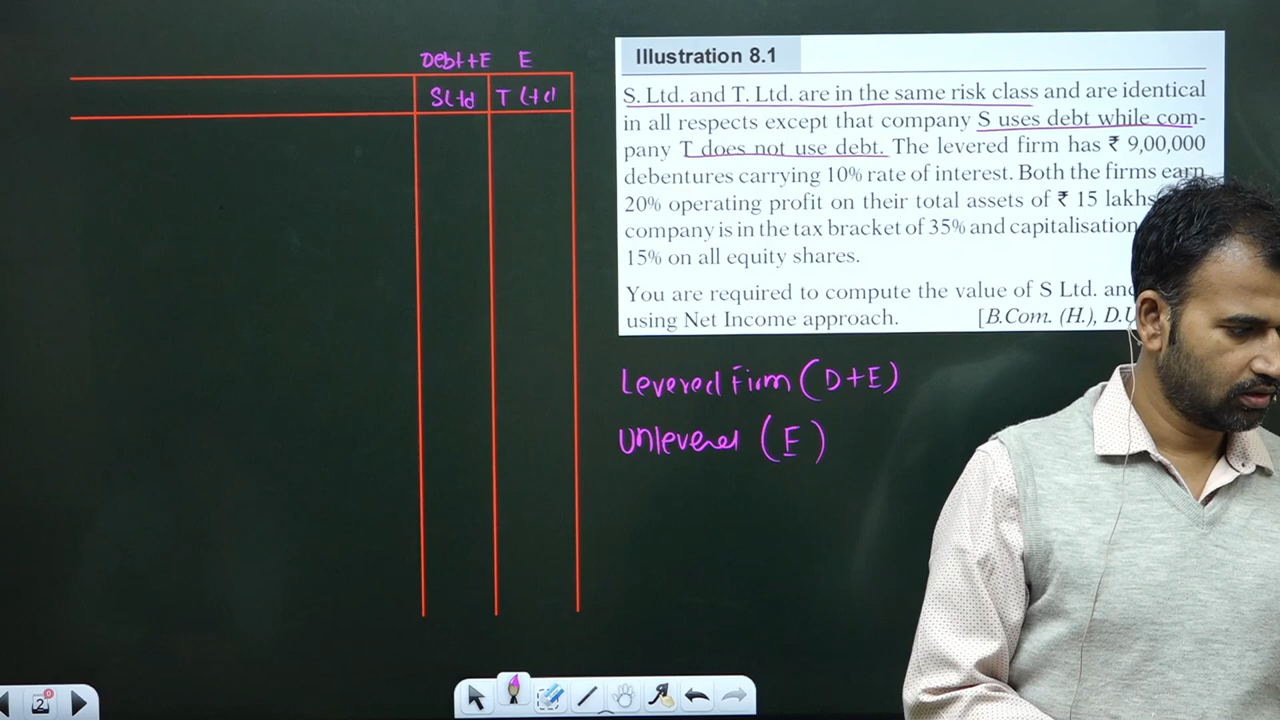 Debt+E E
S Ltd T Ltd
Illustration 8.1
S. Ltd. and T. Ltd. are in the same risk class and are identical
in all respects except that company S uses debt while com-
pany T does not use debt. The levered firm has ₹ 9,00,000
debentures carrying 10% rate of interest. Both the firms earn
20% operating profit on their total assets of ₹ 15 lakhs
company is in the tax bracket of 35% and capitalisation
15% on all equity shares.
You are required to compute the value of S Ltd. and
using Net Income approach. [B.Com. (H.), D.U
Levered Firm (D+E)
Unlevered (E)
2
0